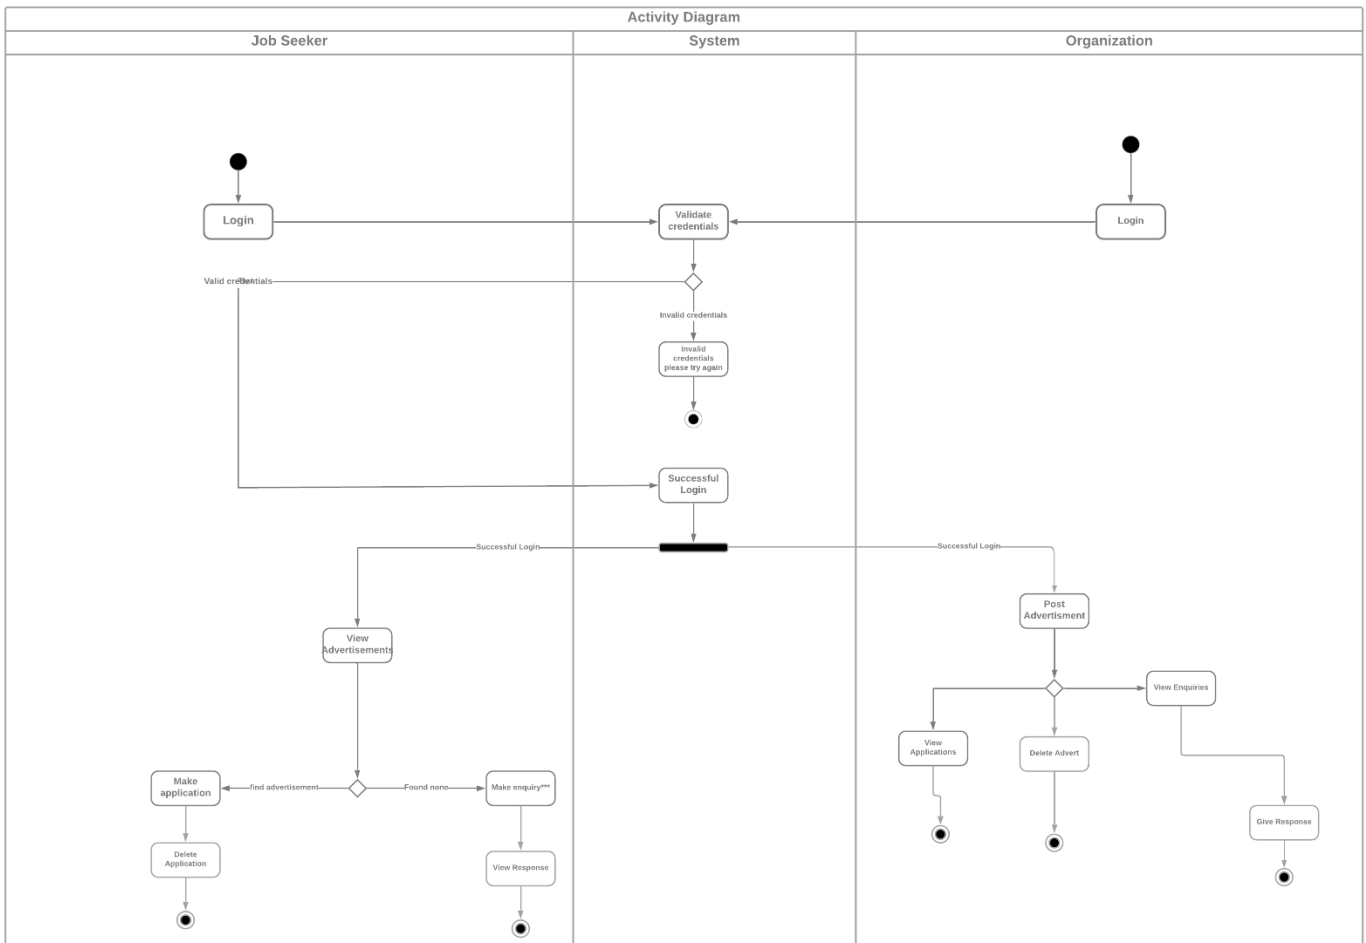 Activity Diagram
Job Seeker
System
Organization
Login
Validate
credentials
Login
Valid credentials
Invalid credentials
Invalid
credentials
please try again
Successful
Login
Successful Login
Successful Login
Post
Advertisment
View
Advertisements
View Enquiries
View
Applications
Delete Advert
Make
application
find advertisement
Found none
Make enquiry***
Give Response
Delete
Application
View Response